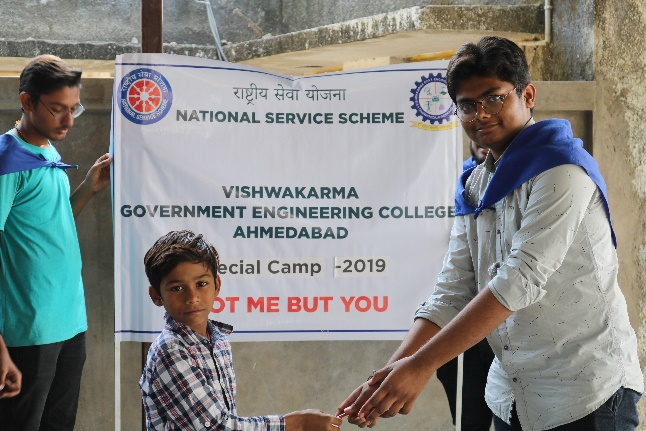 राष्ट्रीय सेवा योजना
NATIONAL SERVICE SCHEME
VISHWAKARMA
GOVERNMENT ENGINEERING COLLEGE
AHMEDABAD
ecial Camp -2019
OT ME BUT YOU